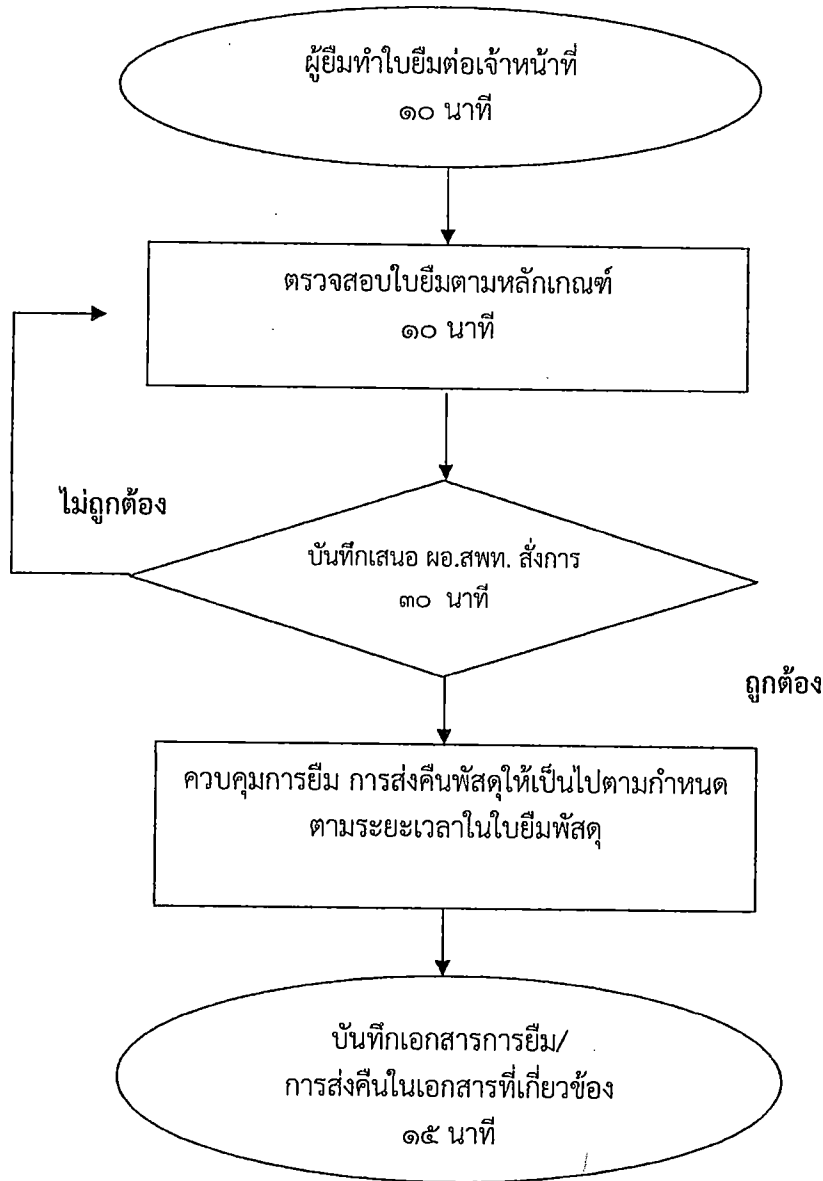 ผู้ยืมทำใบยืมต่อเจ้าหน้าที่
๑๐ นาที
ตรวจสอบใบยืมตามหลักเกณฑ์
๑๐ นาที
ไม่ถูกต้อง
บันทึกเสนอ ผอ.สพท. สั่งการ
๓๐ นาที
ถูกต้อง
ควบคุมการยืม การส่งคืนพัสดุให้เป็นไปตามกำหนด
ตามระยะเวลาในใบยืมพัสดุ
บันทึกเอกสารการยืม/
การส่งคืนในเอกสารที่เกี่ยวข้อง
๑๕ นาที